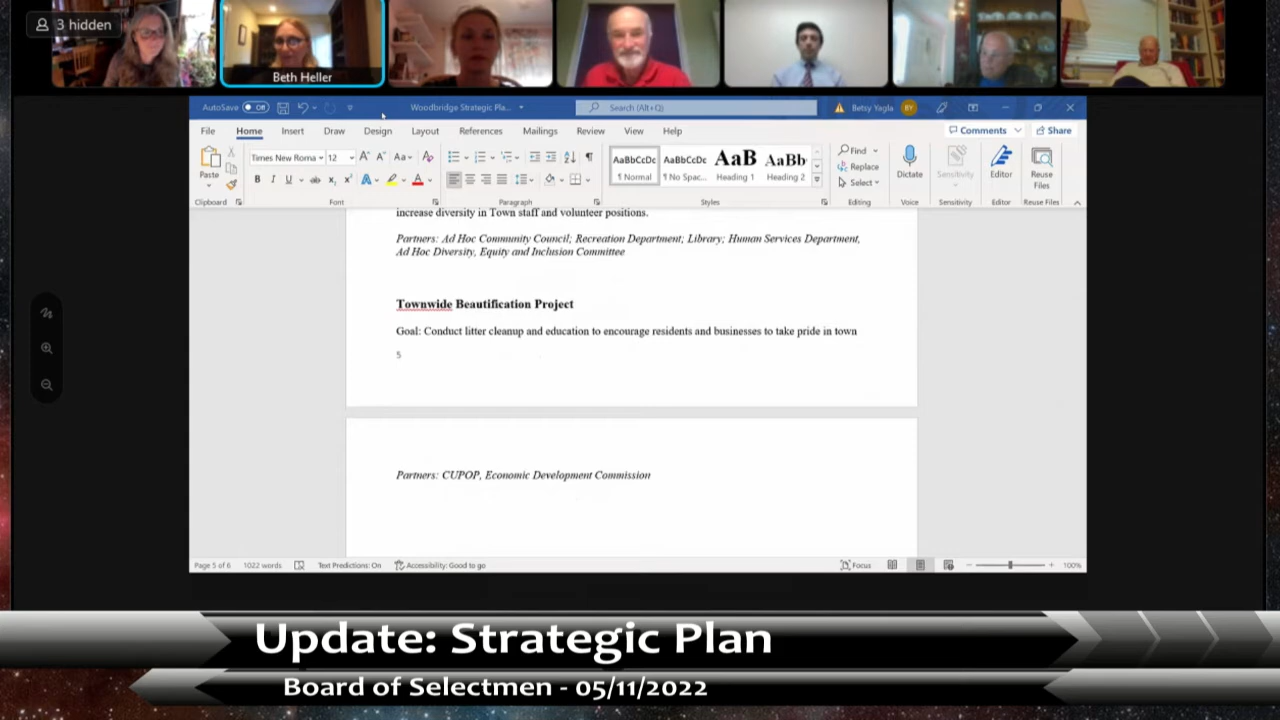 3 hidden
Beth Heller
AutoSave Off
Woodbridge Strategic Pla...
Search (Alt+Q)
Betsy Yagla BY
File Home Insert Draw Design Layout References Mailings Review View Help
Comments Share
Paste
Times New Roma 12
AaBbCcDc AaBbCcDc AaB AaBb
¶ Normal ¶ No Spac... Heading 1 Heading 2
Find
Replace
Select
Dictate
Sensitivity
Editor
Reuse
Files
Clipboard Font Paragraph Styles Editing Voice Sensitivity Editor Reuse Files
increase diversity in Town staff and volunteer positions.
Partners: Ad Hoc Community Council; Recreation Department; Library; Human Services Department,
Ad Hoc Diversity, Equity and Inclusion Committee
Townwide Beautification Project
Goal: Conduct litter cleanup and education to encourage residents and businesses to take pride in town
5
Partners: CUPOP, Economic Development Commission
Page 5 of 6 1022 words Text Predictions: On Accessibility: Good to go Focus 100%
Update: Strategic Plan
Board of Selectmen - 05/11/2022